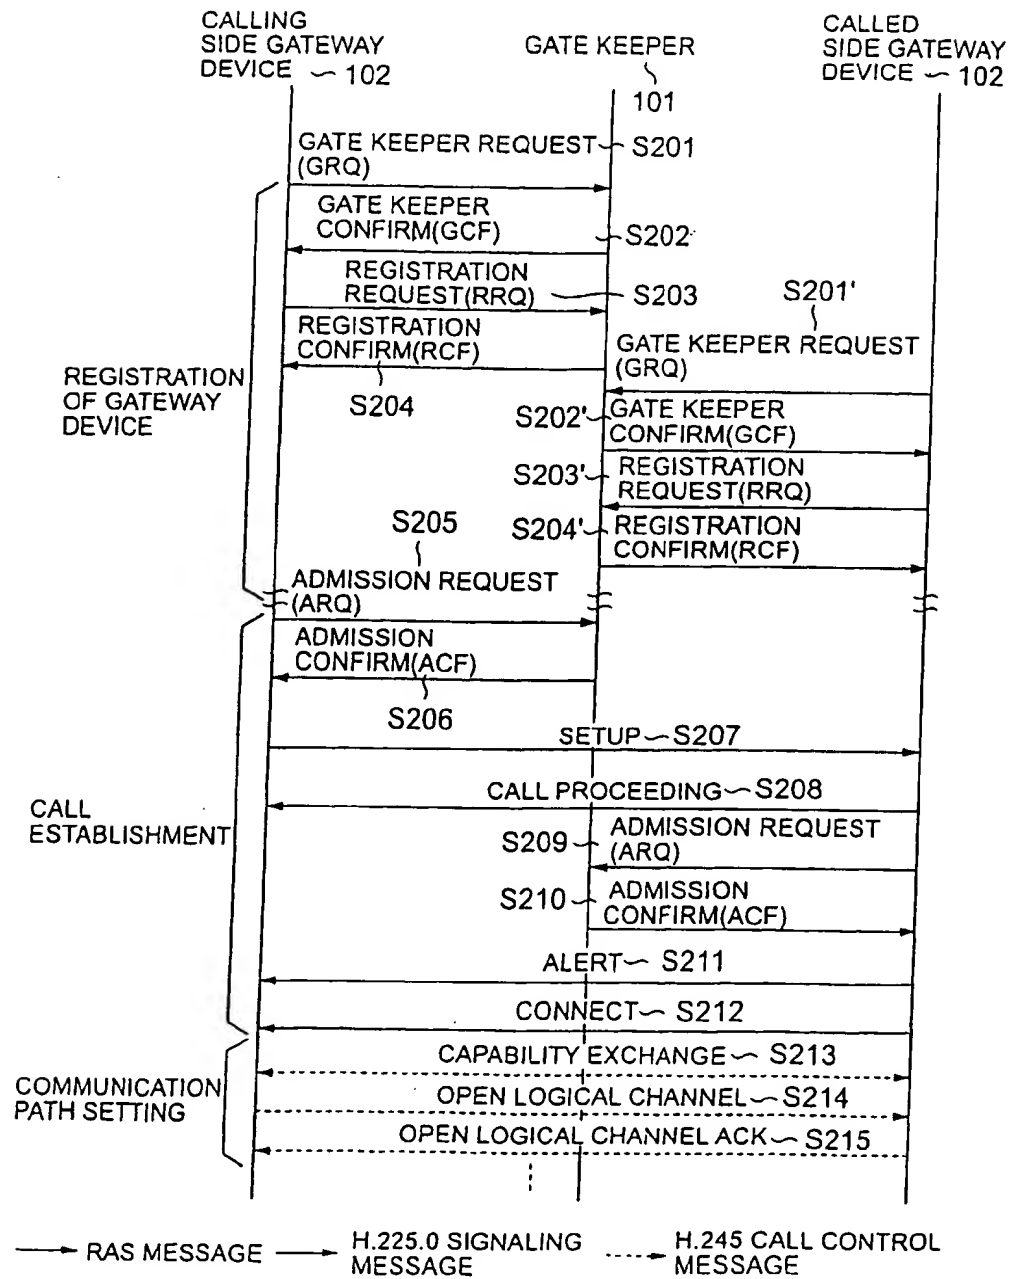 CALLING
SIDE GATEWAY
DEVICE 102
GATE KEEPER
101
CALLED
SIDE GATEWAY
DEVICE 102
GATE KEEPER REQUEST S201
(GRQ)
GATE KEEPER
CONFIRM(GCF) S202
REGISTRATION
REQUEST(RRQ) S203
REGISTRATION
CONFIRM(RCF)
S204
S201'
GATE KEEPER REQUEST
(GRQ)
REGISTRATION
OF GATEWAY
DEVICE
S202' GATE KEEPER
CONFIRM(GCF)
S203' REGISTRATION
REQUEST(RRQ)
S204' REGISTRATION
CONFIRM(RCF)
S205
ADMISSION REQUEST
(ARQ)
ADMISSION
CONFIRM(ACF)
S206
SETUP S207
CALL PROCEEDING S208
CALL
ESTABLISHMENT
S209 ADMISSION REQUEST
(ARQ)
S210 ADMISSION
CONFIRM(ACF)
ALERT S211
CONNECT S212
CAPABILITY EXCHANGE S213
COMMUNICATION
PATH SETTING
OPEN LOGICAL CHANNEL S214
OPEN LOGICAL CHANNEL ACK S215
RAS MESSAGE
H.225.0 SIGNALING
MESSAGE
H.245 CALL CONTROL
MESSAGE